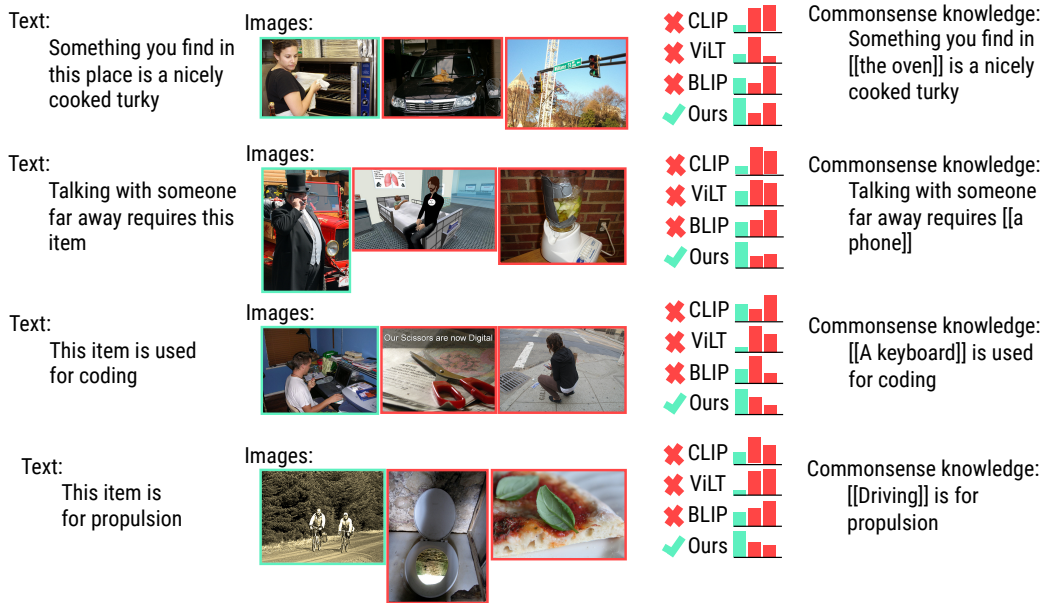 Text:
Something you find in
this place is a nicely
cooked turky
Images:
CLIP
ViLT
BLIP
Ours
Commonsense knowledge:
Something you find in
[[the oven]] is a nicely
cooked turky
Text:
Talking with someone
far away requires this
item
Images:
CLIP
ViLT
BLIP
Ours
Commonsense knowledge:
Talking with someone
far away requires [[a
phone]]
Text:
This item is used
for coding
Images:
Our Scissors are now Digital
CLIP
ViLT
BLIP
Ours
Commonsense knowledge:
[[A keyboard]] is used
for coding
Text:
This item is
for propulsion
Images:
CLIP
ViLT
BLIP
Ours
Commonsense knowledge:
[[Driving]] is for
propulsion